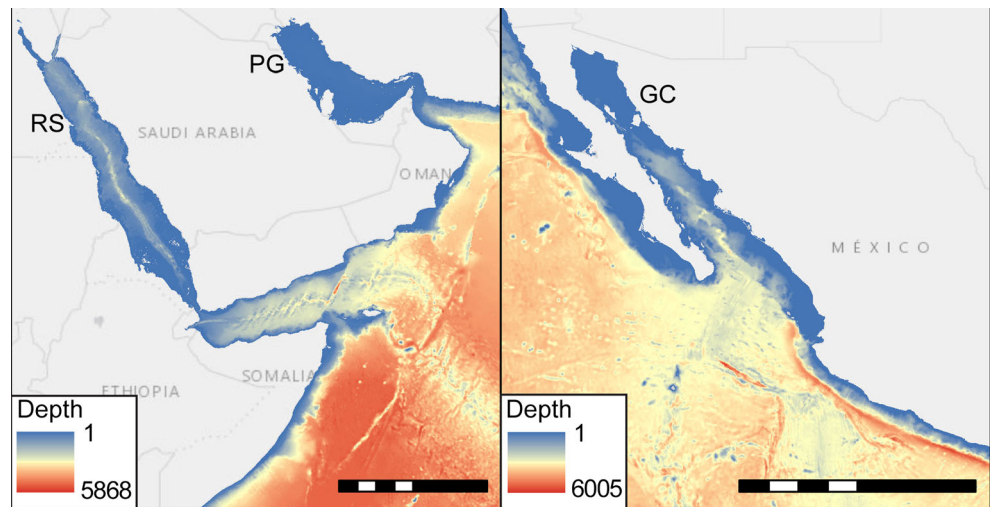 PG
RS
SAUDI ARABIA
OMAN
ETHIOPIA
SOMALIA
Depth
1
5868
GC
MÉXICO
Depth
1
6005